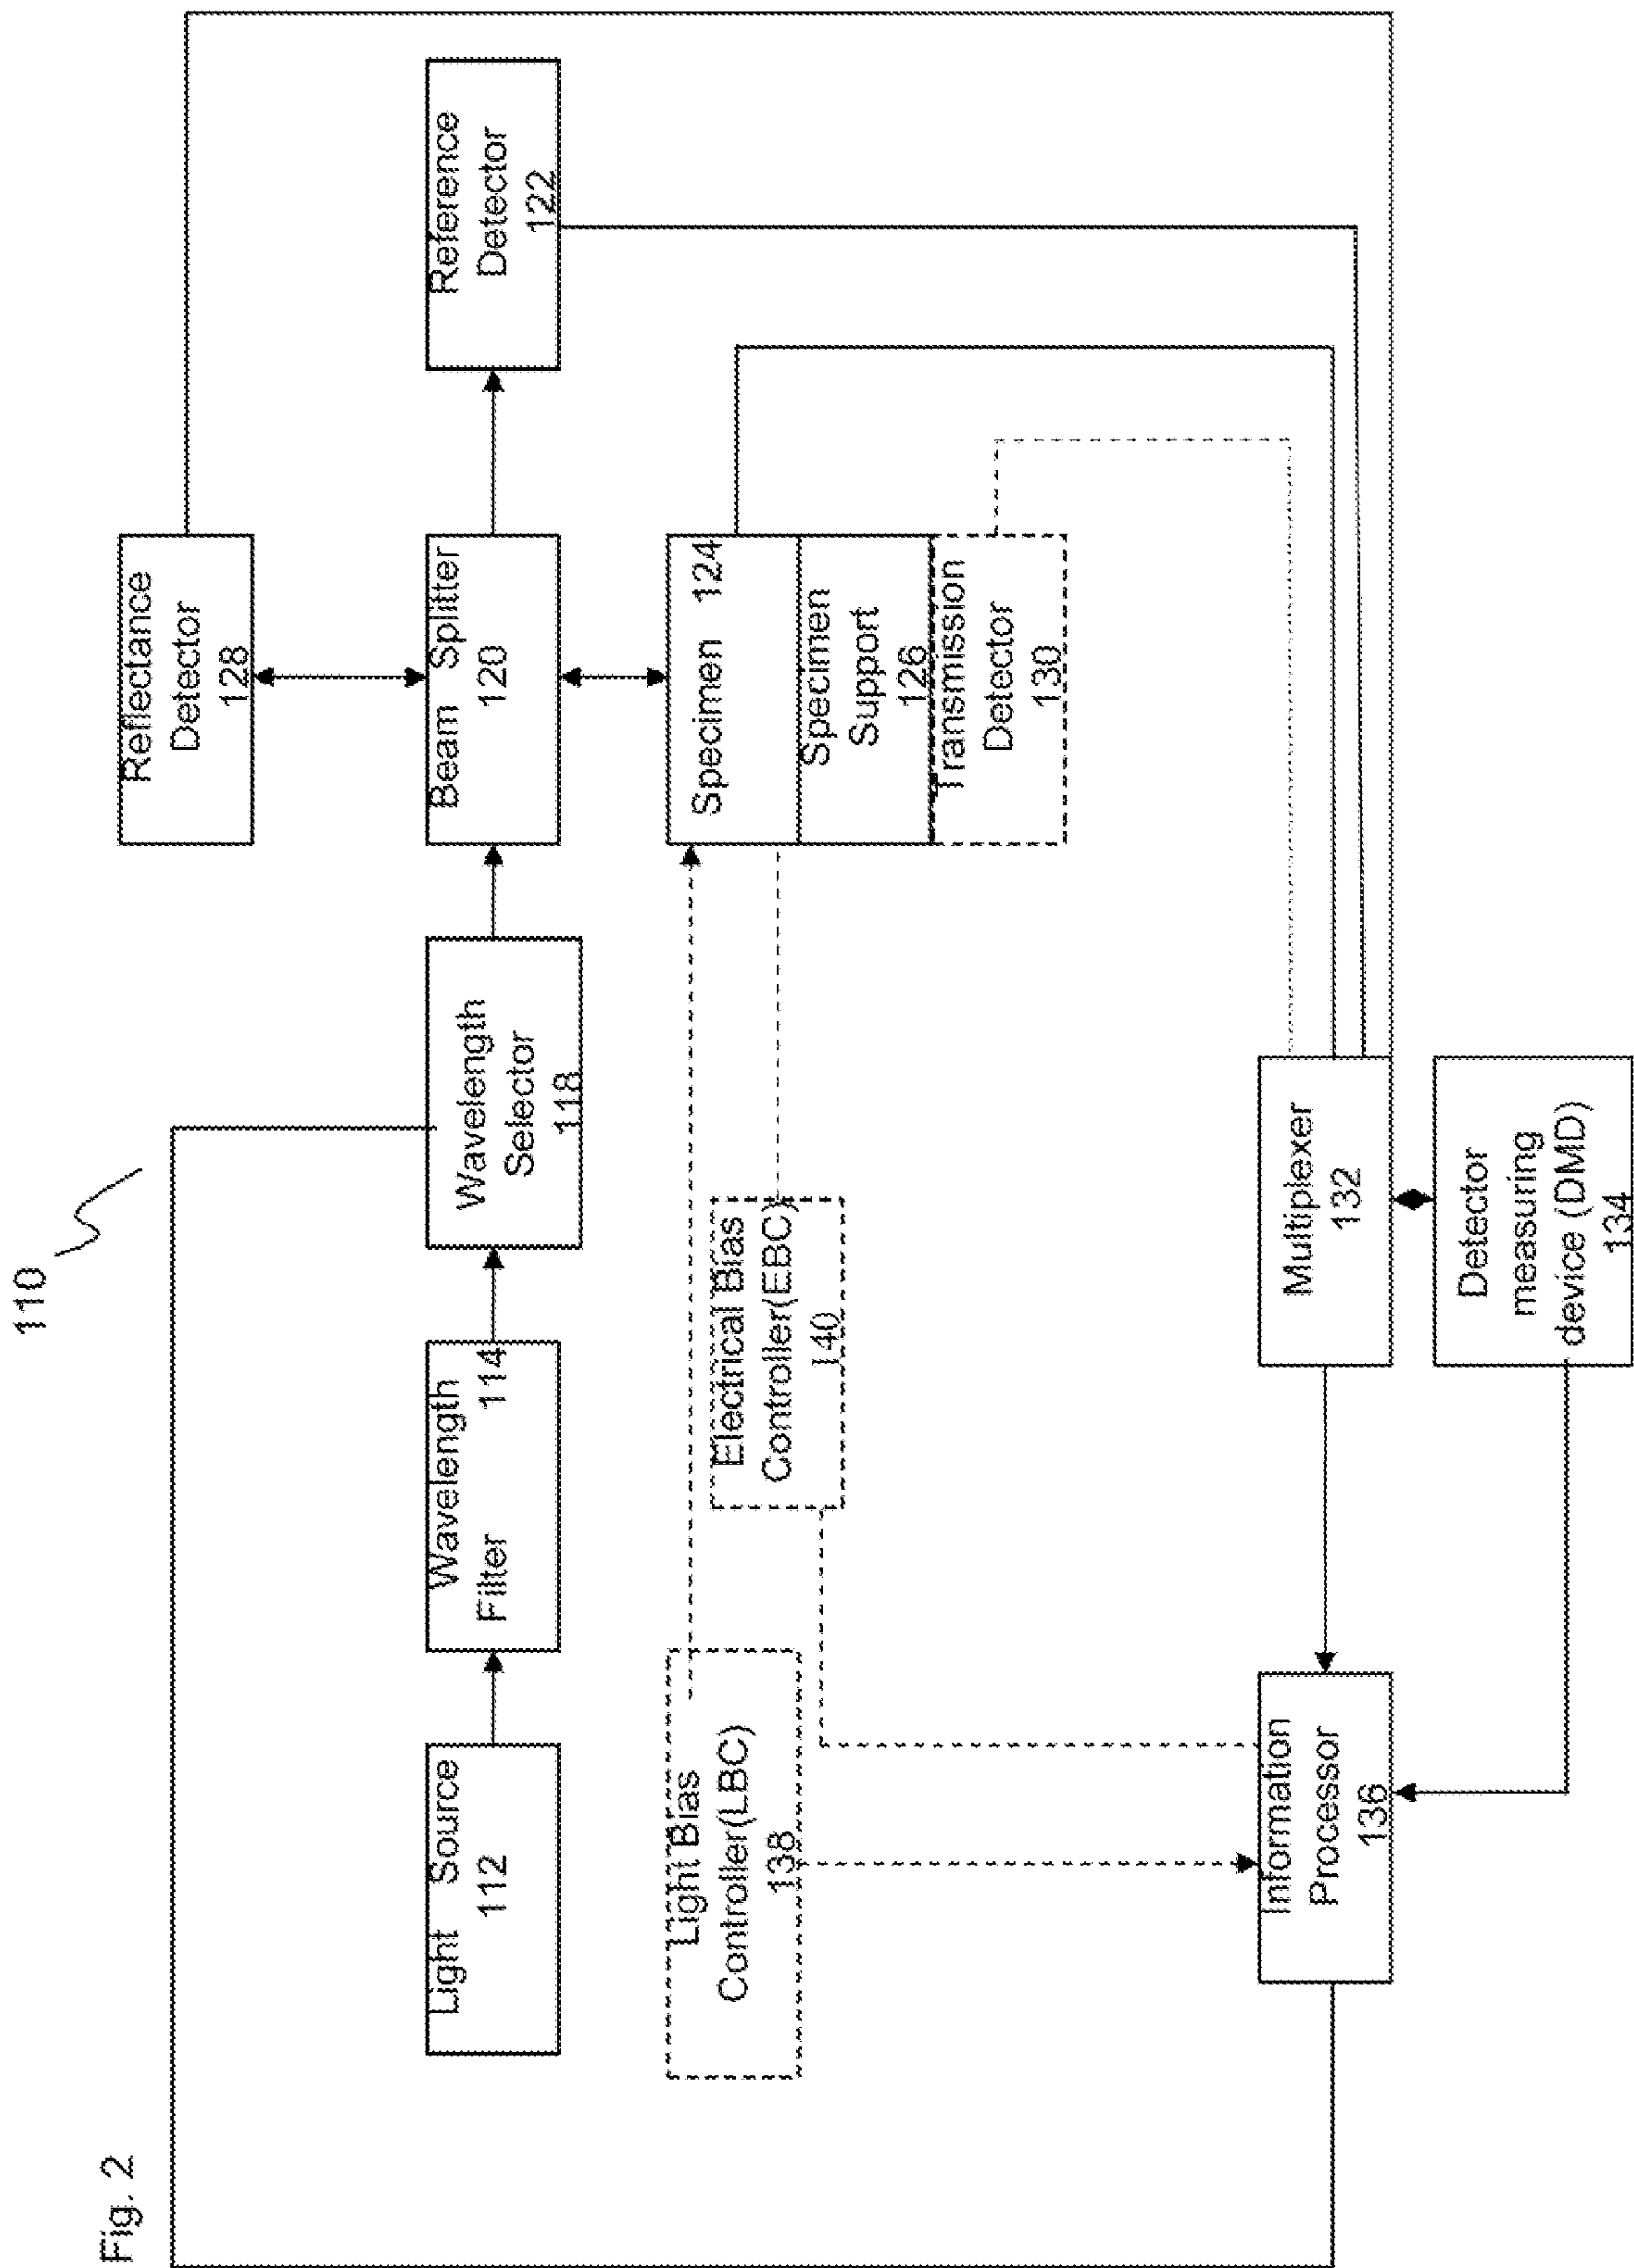 Fig. 2
110
Reflectance
Detector
128
Light Source
112
Wavelength
Filter 114
Wavelength
Selector
118
Beam Splitter
120
Reference
Detector
122
Light Bias
Controller(LBC)
138
Electrical Bias
Controller(EBC)
140
Specimen 124
Specimen
Support
126
Transmission
Detector
130
Information
Processor
136
Multiplexer
132
Detector
measuring
device (DMD)
134